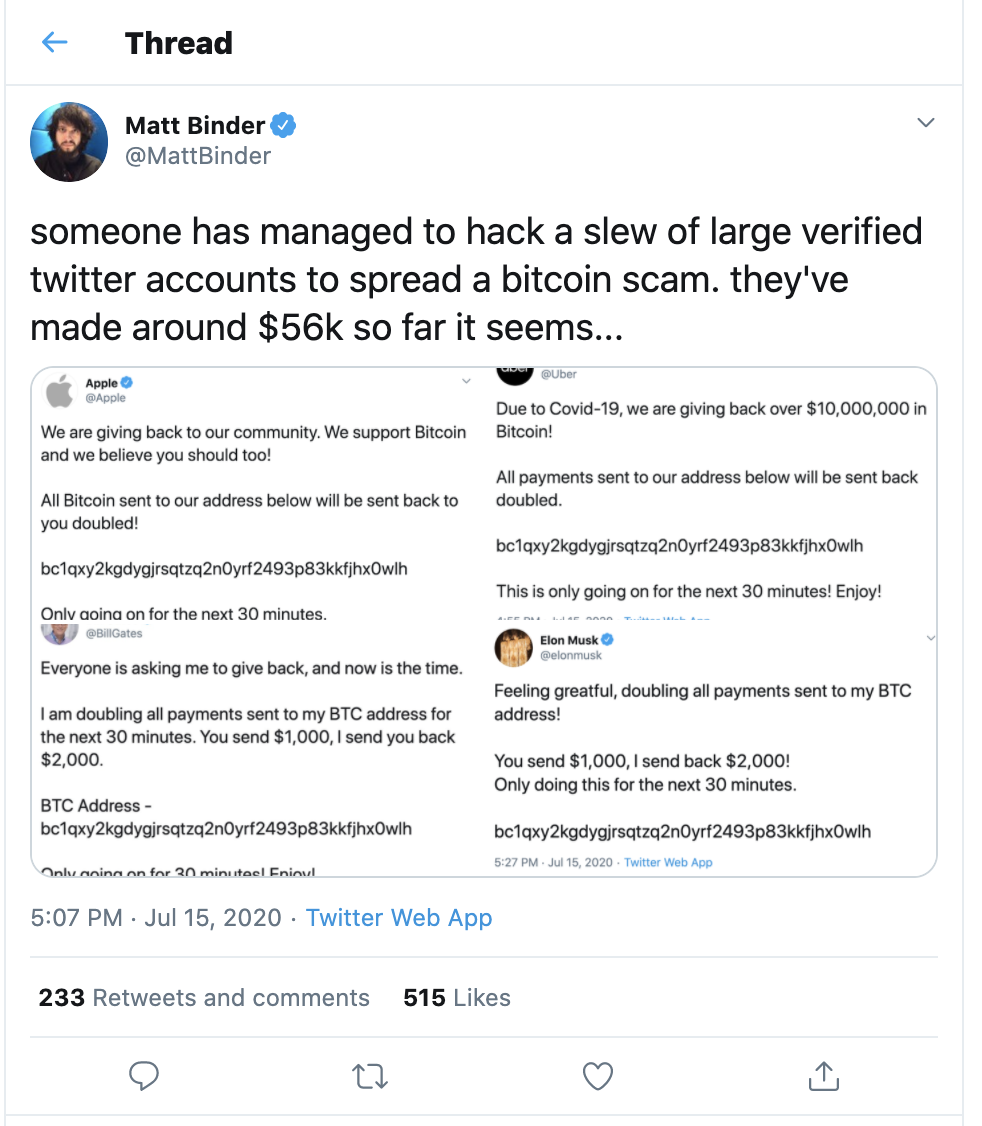 Thread
Matt Binder
@MattBinder
someone has managed to hack a slew of large verified
twitter accounts to spread a bitcoin scam. they've
made around $56k so far it seems...
Apple
@Apple
We are giving back to our community. We support Bitcoin
and we believe you should too!
All Bitcoin sent to our address below will be sent back to
you doubled!
bc1qxy2kgdygjrsqtzq2n0yrf2493p83kkfjhx0wlh
Only going on for the next 30 minutes.
@Uber
Due to Covid-19, we are giving back over $10,000,000 in
Bitcoin!
All payments sent to our address below will be sent back
doubled.
bc1qxy2kgdygjrsqtzq2n0yrf2493p83kkfjhx0wlh
This is only going on for the next 30 minutes! Enjoy!
@BillGates
Everyone is asking me to give back, and now is the time.
I am doubling all payments sent to my BTC address for
the next 30 minutes. You send $1,000, I send you back
$2,000.
BTC Address -
bc1qxy2kgdygjrsqtzq2n0yrf2493p83kkfjhx0wlh
Only going on for 30 minutes! Enjoy!
Elon Musk
@elonmusk
Feeling greatful, doubling all payments sent to my BTC
address!
You send $1,000, I send back $2,000!
Only doing this for the next 30 minutes.
bc1qxy2kgdygjrsqtzq2n0yrf2493p83kkfjhx0wlh
5:27 PM · Jul 15, 2020 · Twitter Web App
5:07 PM · Jul 15, 2020 · Twitter Web App
233 Retweets and comments 515 Likes